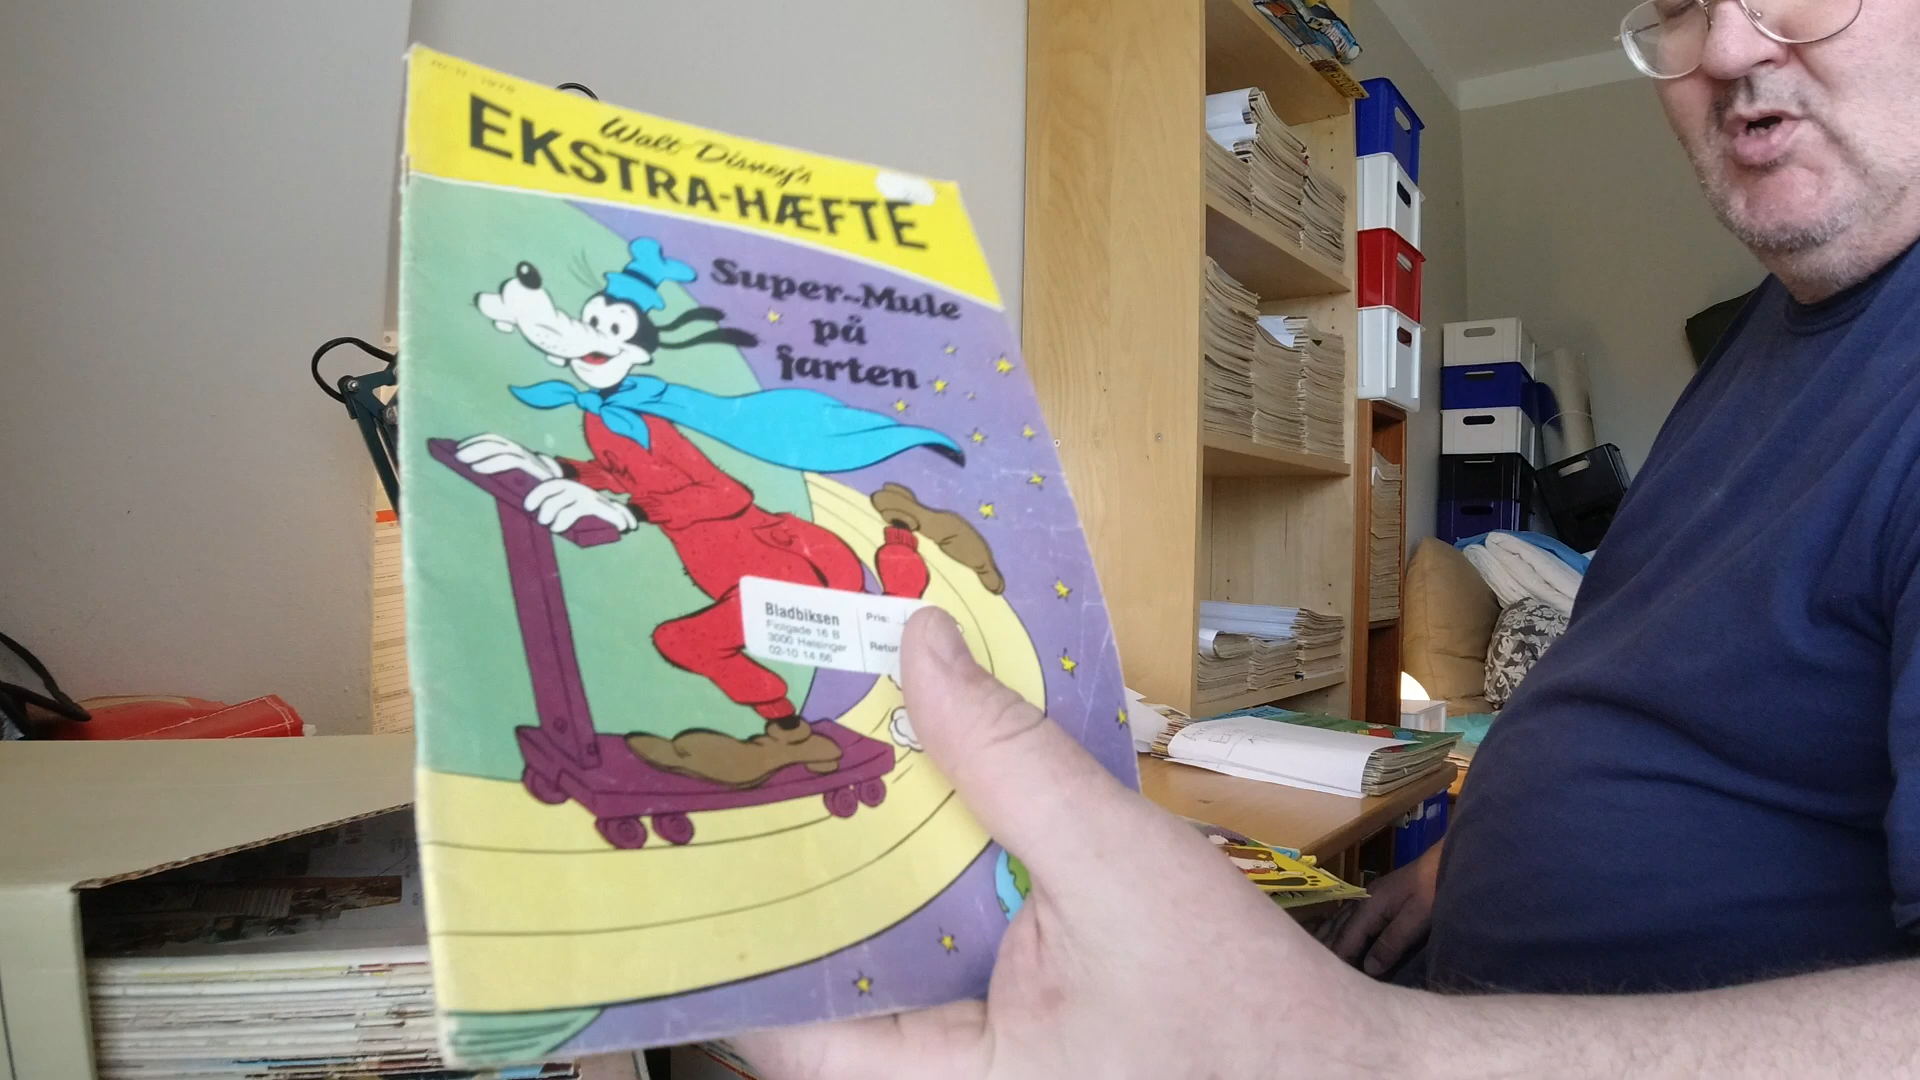 Walt Disney's
EKSTRA-HÆFTE
Super-Mule
på
farten
Bladbiksen
Fiolgade 16 B
3000 Helsingør
02-10 14 66
Pris:
Retur